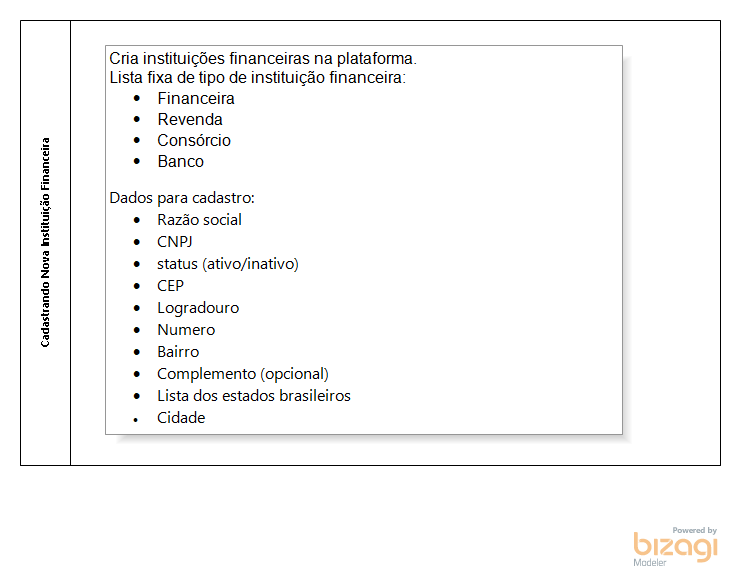 Cadastrando Nova Instituição Financeira
Cria instituições financeiras na plataforma.
Lista fixa de tipo de instituição financeira:
• Financeira
• Revenda
• Consórcio
• Banco
Dados para cadastro:
• Razão social
• CNPJ
• status (ativo/inativo)
• CEP
• Logradouro
• Numero
• Bairro
• Complemento (opcional)
• Lista dos estados brasileiros
• Cidade
Powered by
bizagi
Modeler